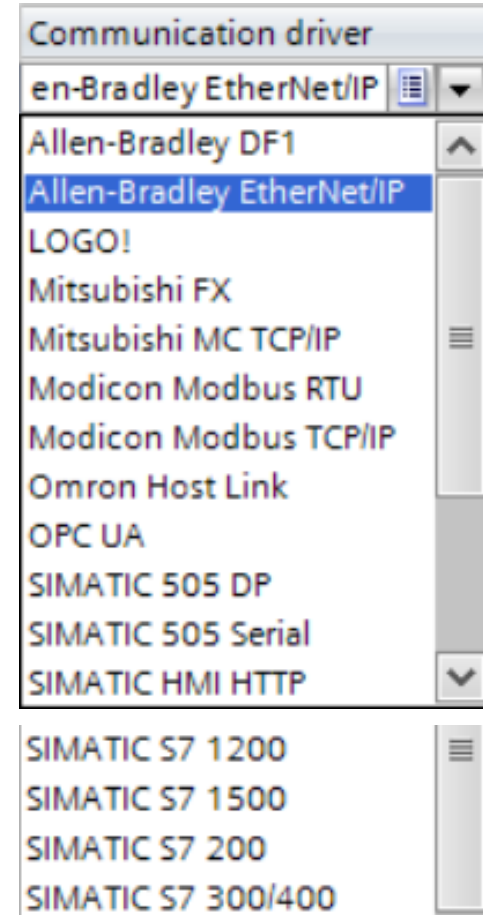 Communication driver
en-Bradley EtherNet/IP
Allen-Bradley DF1
Allen-Bradley EtherNet/IP
LOGO!
Mitsubishi FX
Mitsubishi MC TCP/IP
Modicon Modbus RTU
Modicon Modbus TCP/IP
Omron Host Link
OPC UA
SIMATIC 505 DP
SIMATIC 505 Serial
SIMATIC HMI HTTP
SIMATIC S7 1200
SIMATIC S7 1500
SIMATIC S7 200
SIMATIC S7 300/400